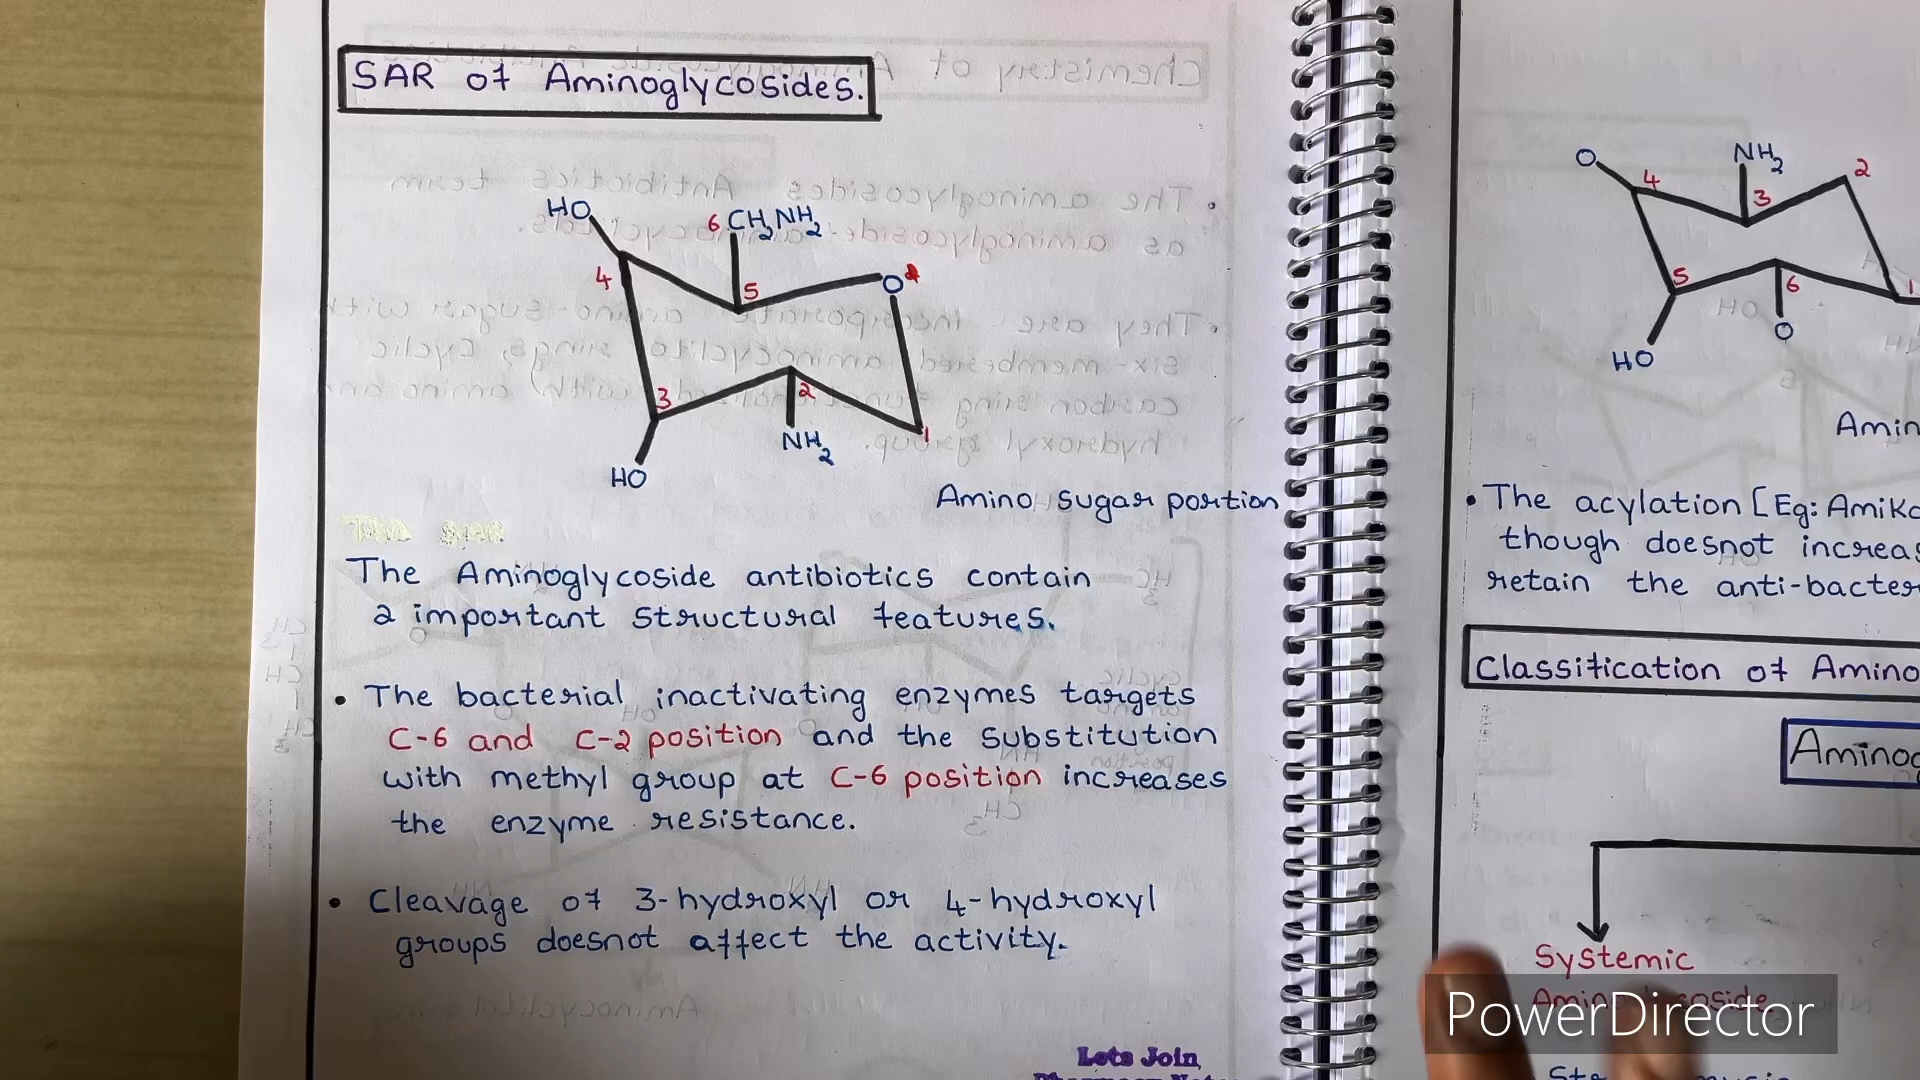 SAR of Aminoglycosides.
HO
6 CH2NH2
4
5
O
3
2
1
NH2
HO
Amino sugar portion
The Aminoglycoside antibiotics contain
2 important structural features.
• The bacterial inactivating enzymes targets
C-6 and C-2 position and the substitution
with methyl group at C-6 position increases
the enzyme resistance.
• Cleavage of 3-hydroxyl or 4-hydroxyl
groups doesnot affect the activity.
Lets Join
O
NH2
4
3
2
5
6
1
HO
O
Amin
• The acylation [Eg: Amika
though doesnot increas
retain the anti-bacter
Classification of Amino
Aminog
Systemic
PowerDirector